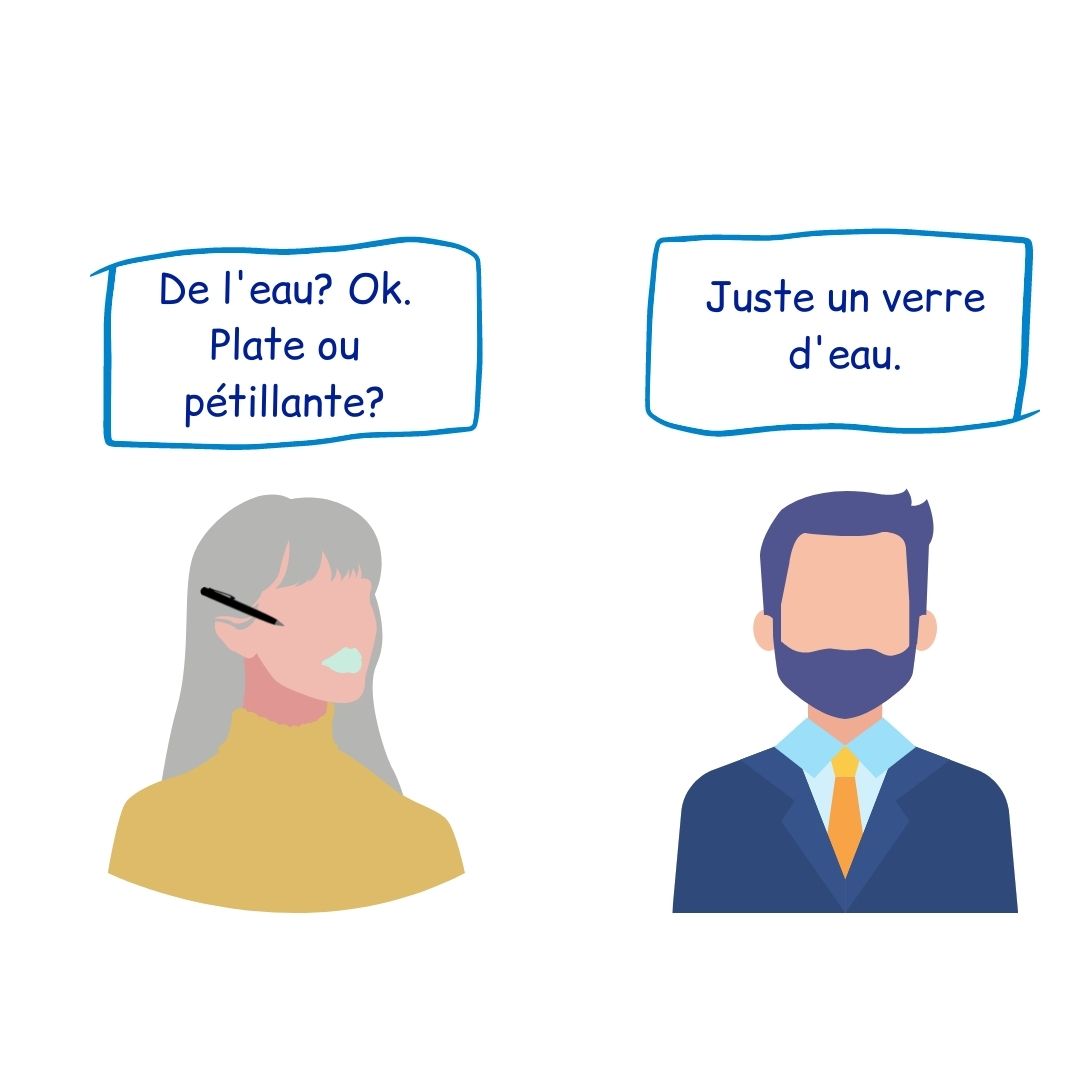 De l'eau? Ok.
Plate ou
pétillante?
Juste un verre
d'eau.